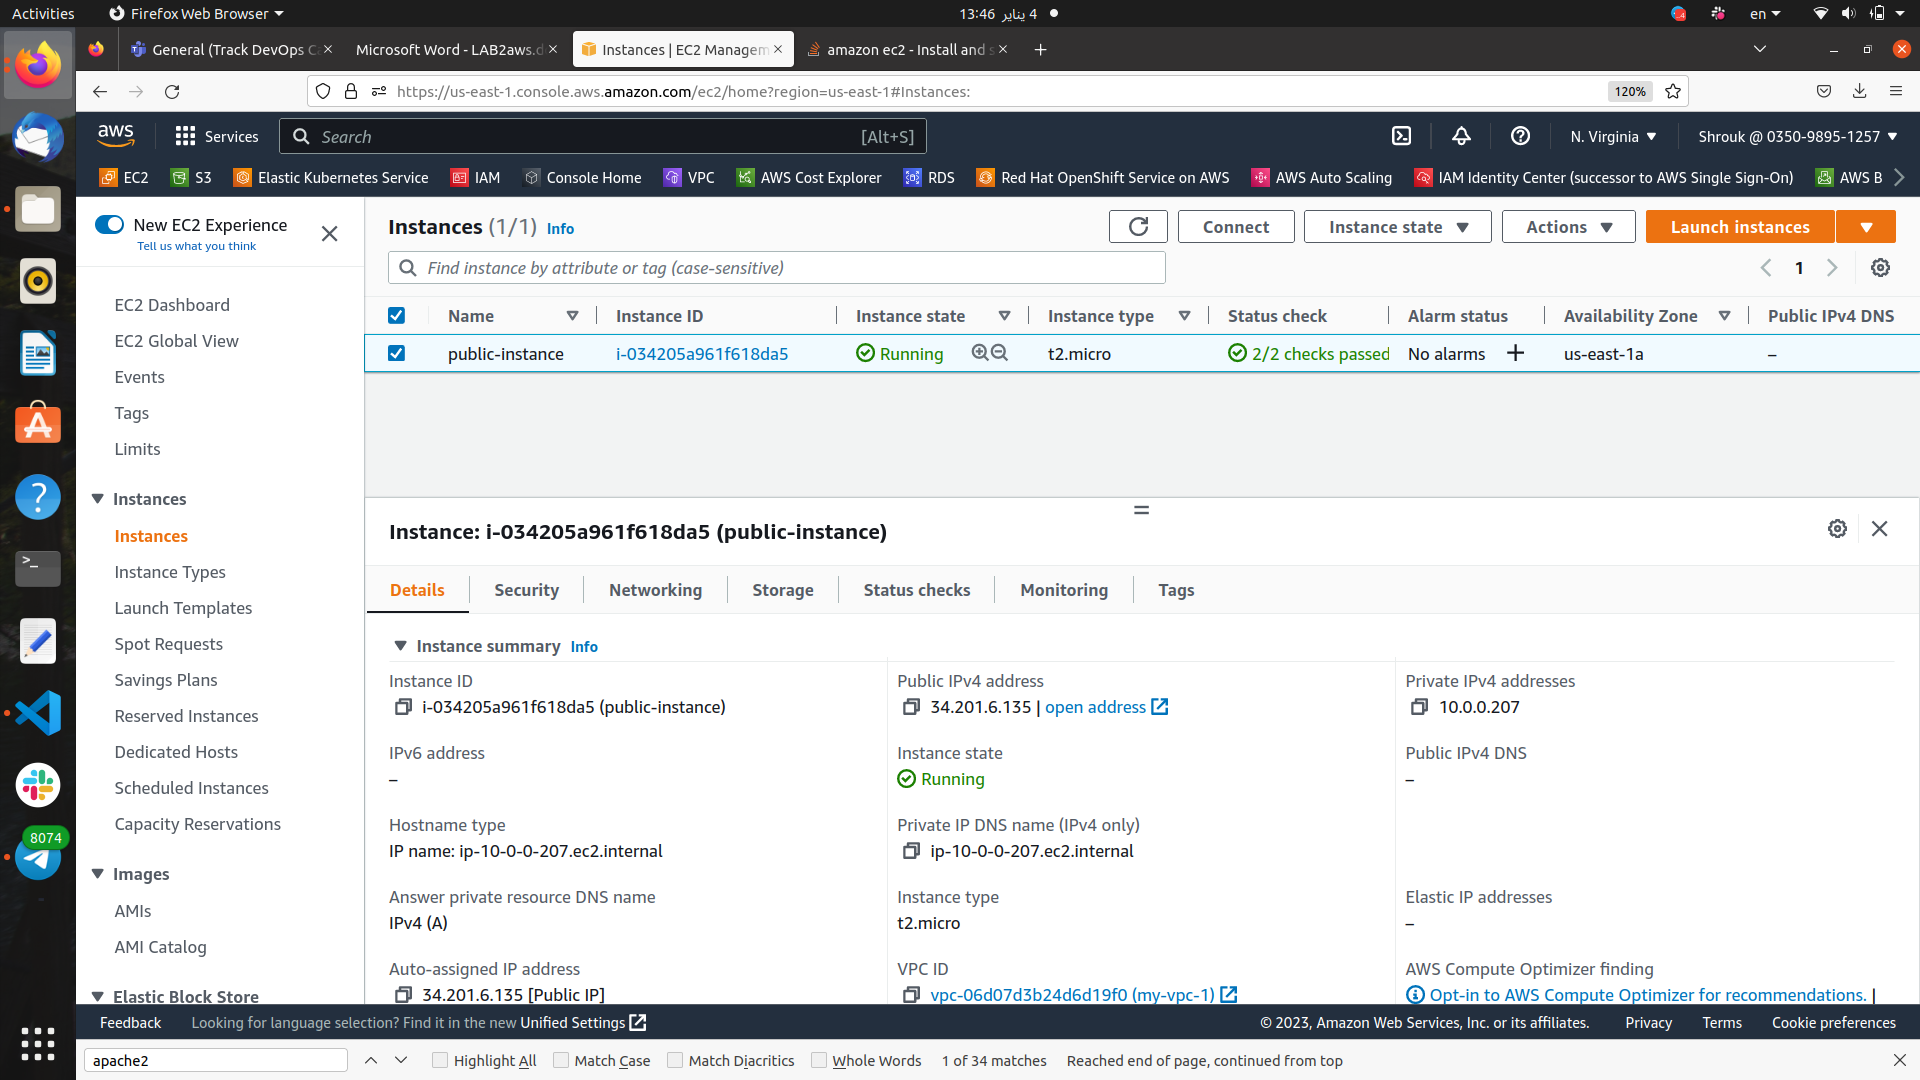 Activities
Firefox Web Browser
13:46 يناير 4
en
General (Track DevOps C
Microsoft Word - LAB2aws.d
Instances | EC2 Managem
amazon ec2 - Install and s
https://us-east-1.console.aws.amazon.com/ec2/home?region=us-east-1#Instances:
120%
aws
Services
Search
[Alt+S]
N. Virginia
Shrouk @ 0350-9895-1257
EC2
S3
Elastic Kubernetes Service
IAM
Console Home
VPC
AWS Cost Explorer
RDS
Red Hat OpenShift Service on AWS
AWS Auto Scaling
IAM Identity Center (successor to AWS Single Sign-On)
AWS B
New EC2 Experience
Tell us what you think
EC2 Dashboard
EC2 Global View
Events
Tags
Limits
Instances
Instances
Instance Types
Launch Templates
Spot Requests
Savings Plans
Reserved Instances
Dedicated Hosts
Scheduled Instances
Capacity Reservations
Images
AMIs
AMI Catalog
Elastic Block Store
8074
Instances (1/1) Info
Connect
Instance state
Actions
Launch instances
Find instance by attribute or tag (case-sensitive)
1
Name
Instance ID
Instance state
Instance type
Status check
Alarm status
Availability Zone
Public IPv4 DNS
public-instance
i-034205a961f618da5
Running
t2.micro
2/2 checks passed
No alarms
us-east-1a
–
Instance: i-034205a961f618da5 (public-instance)
Details
Security
Networking
Storage
Status checks
Monitoring
Tags
Instance summary Info
Instance ID
i-034205a961f618da5 (public-instance)
Public IPv4 address
34.201.6.135 | open address
Private IPv4 addresses
10.0.0.207
IPv6 address
–
Instance state
Running
Public IPv4 DNS
–
Hostname type
IP name: ip-10-0-0-207.ec2.internal
Private IP DNS name (IPv4 only)
ip-10-0-0-207.ec2.internal
Answer private resource DNS name
IPv4 (A)
Instance type
t2.micro
Elastic IP addresses
–
Auto-assigned IP address
34.201.6.135 [Public IP]
VPC ID
vpc-06d07d3b24d6d19f0 (my-vpc-1)
AWS Compute Optimizer finding
Opt-in to AWS Compute Optimizer for recommendations. |
Feedback
Looking for language selection? Find it in the new Unified Settings
© 2023, Amazon Web Services, Inc. or its affiliates.
Privacy
Terms
Cookie preferences
apache2
Highlight All
Match Case
Match Diacritics
Whole Words
1 of 34 matches
Reached end of page, continued from top